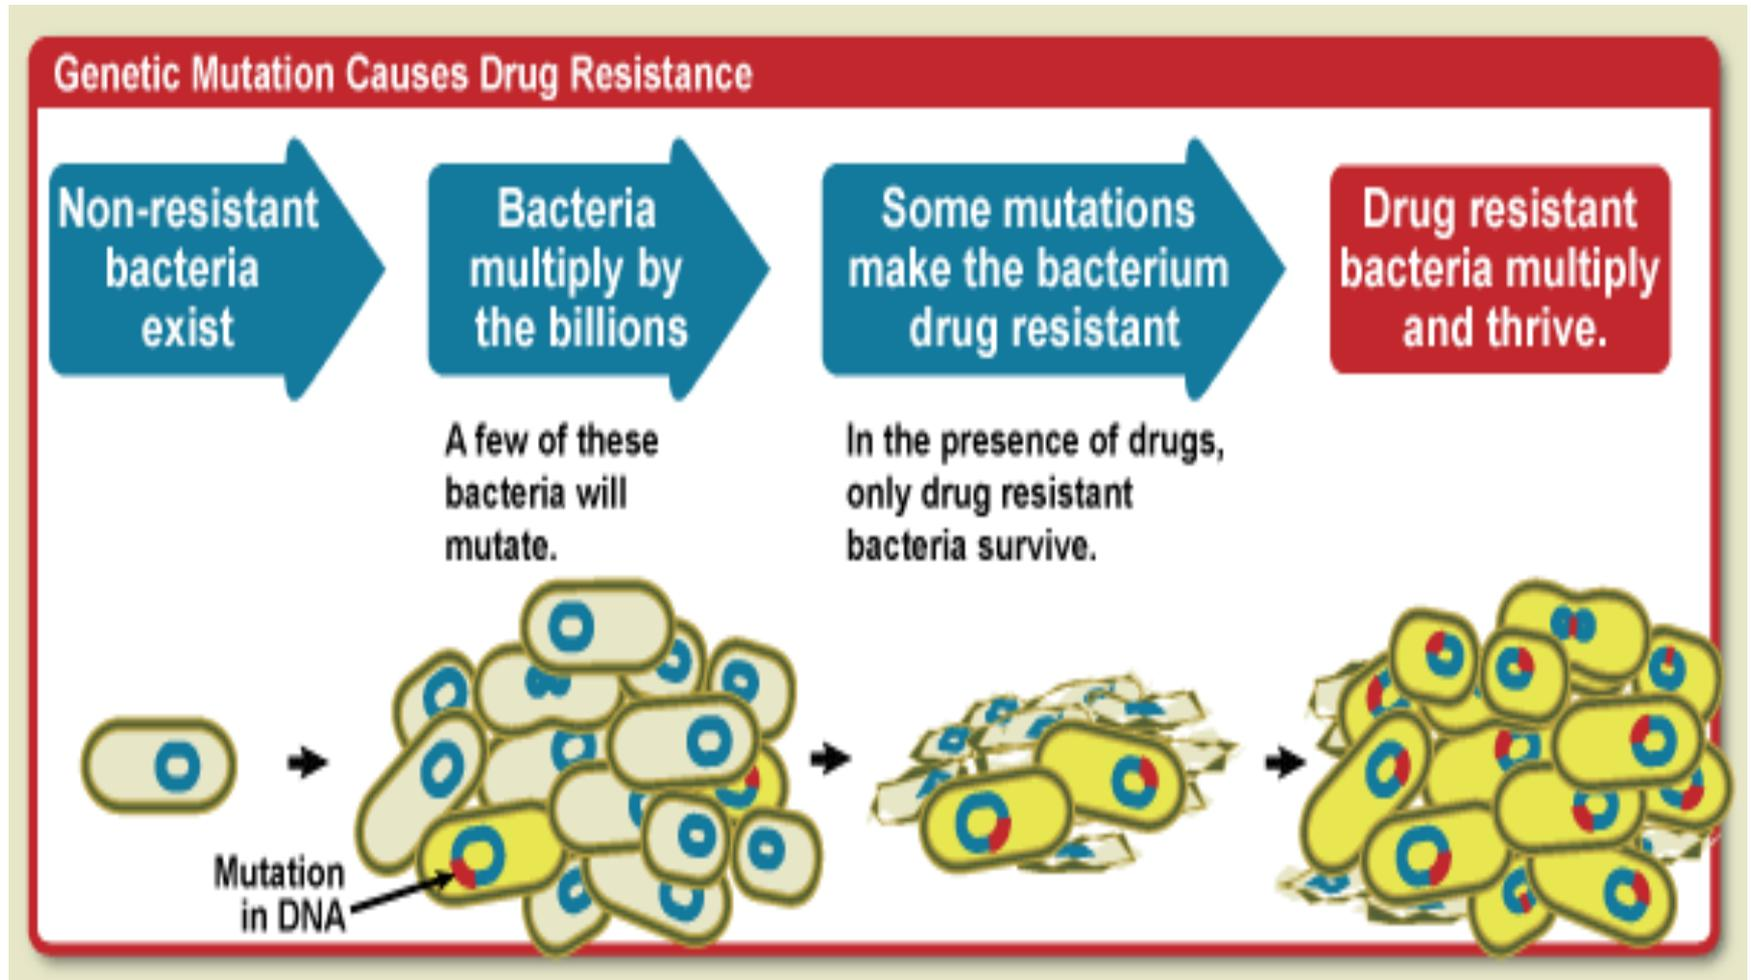 Genetic Mutation Causes Drug Resistance
Non-resistant
bacteria
exist
Bacteria
multiply by
the billions
Some mutations
make the bacterium
drug resistant
Drug resistant
bacteria multiply
and thrive.
A few of these
bacteria will
mutate.
In the presence of drugs,
only drug resistant
bacteria survive.
Mutation
in DNA